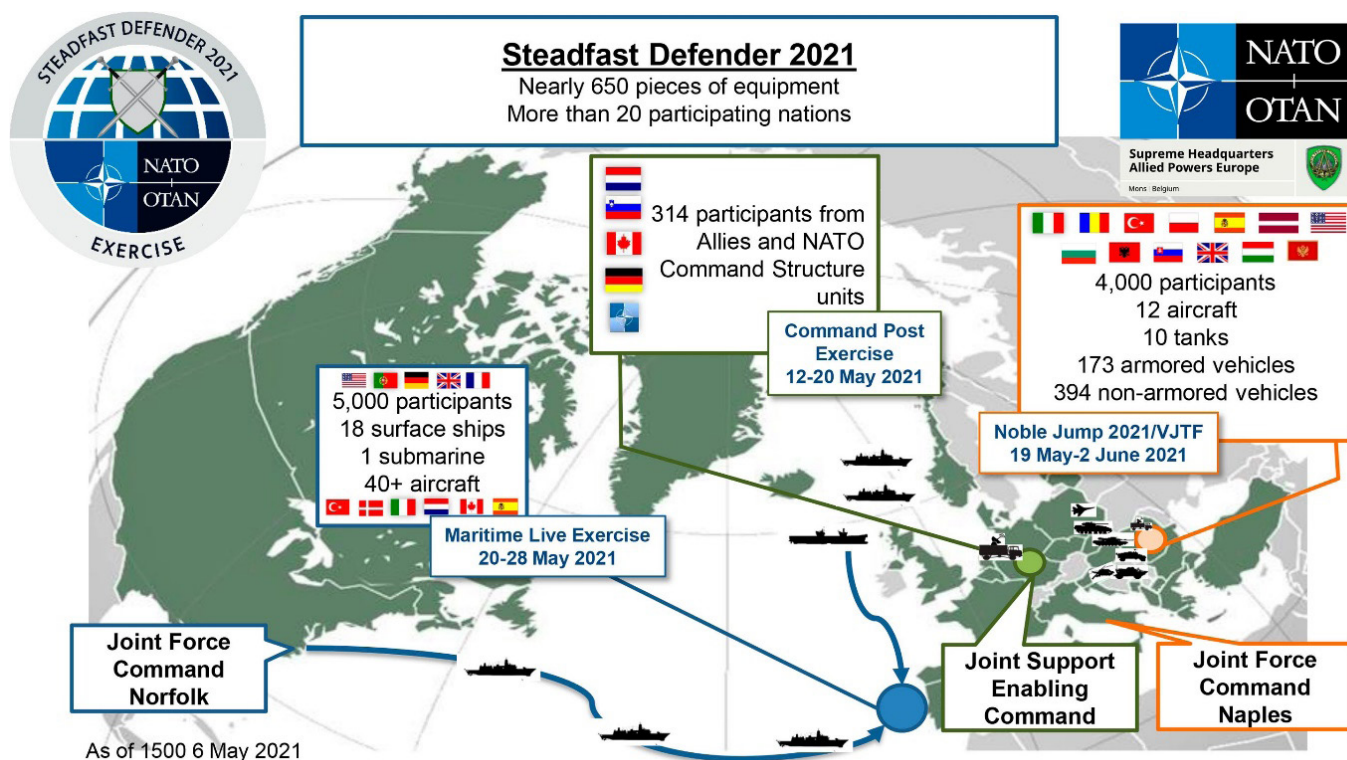 STEADFAST DEFENDER 2021
NATO
OTAN
EXERCISE
Steadfast Defender 2021
Nearly 650 pieces of equipment
More than 20 participating nations
NATO
OTAN
Supreme Headquarters
Allied Powers Europe
Mons | Belgium
314 participants from
Allies and NATO
Command Structure
units
Command Post
Exercise
12-20 May 2021
4,000 participants
12 aircraft
10 tanks
173 armored vehicles
394 non-armored vehicles
Noble Jump 2021/VJTF
19 May-2 June 2021
5,000 participants
18 surface ships
1 submarine
40+ aircraft
Maritime Live Exercise
20-28 May 2021
Joint Force
Command
Norfolk
Joint Support
Enabling
Command
Joint Force
Command
Naples
As of 1500 6 May 2021